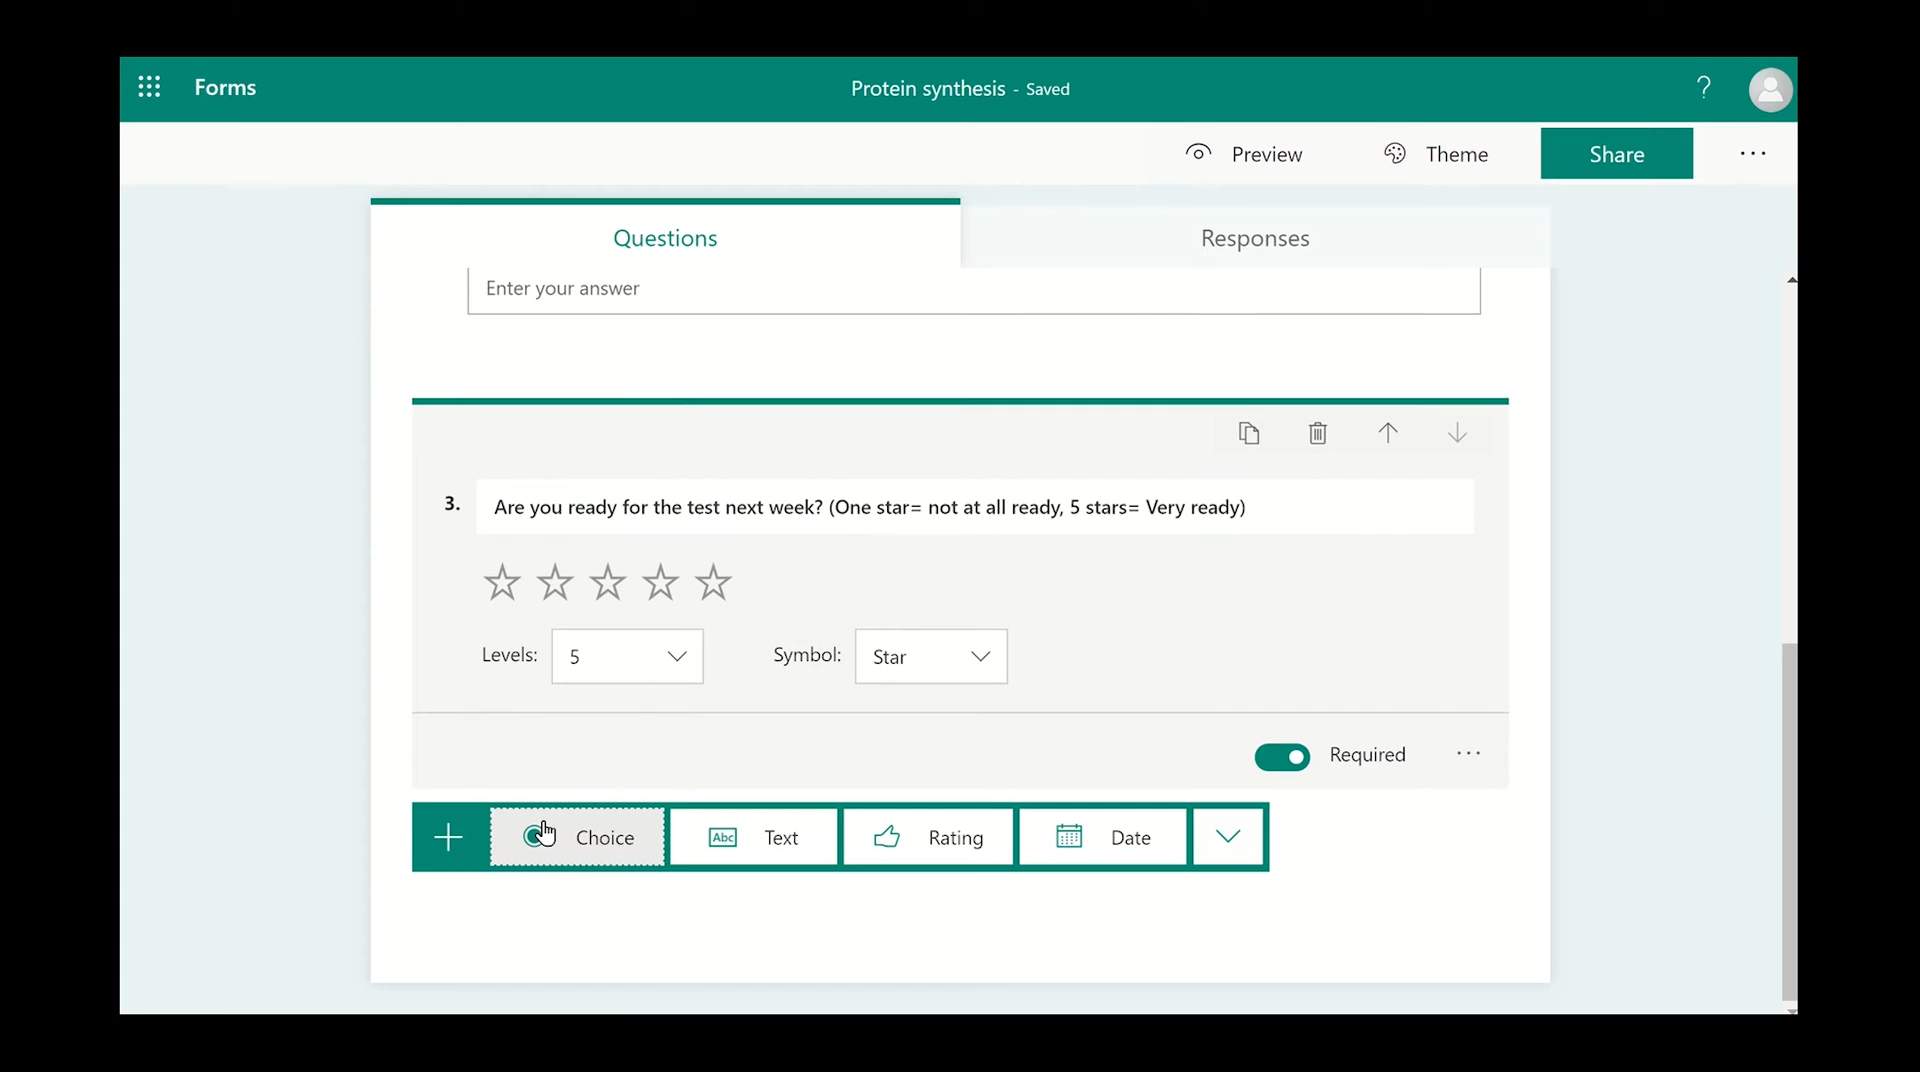 Forms
Protein synthesis - Saved
?
Preview
Theme
Share
Questions
Responses
Enter your answer
3.
Are you ready for the test next week? (One star= not at all ready, 5 stars= Very ready)
Levels:
5
Symbol:
Star
Required
Choice
Abc
Text
Rating
Date